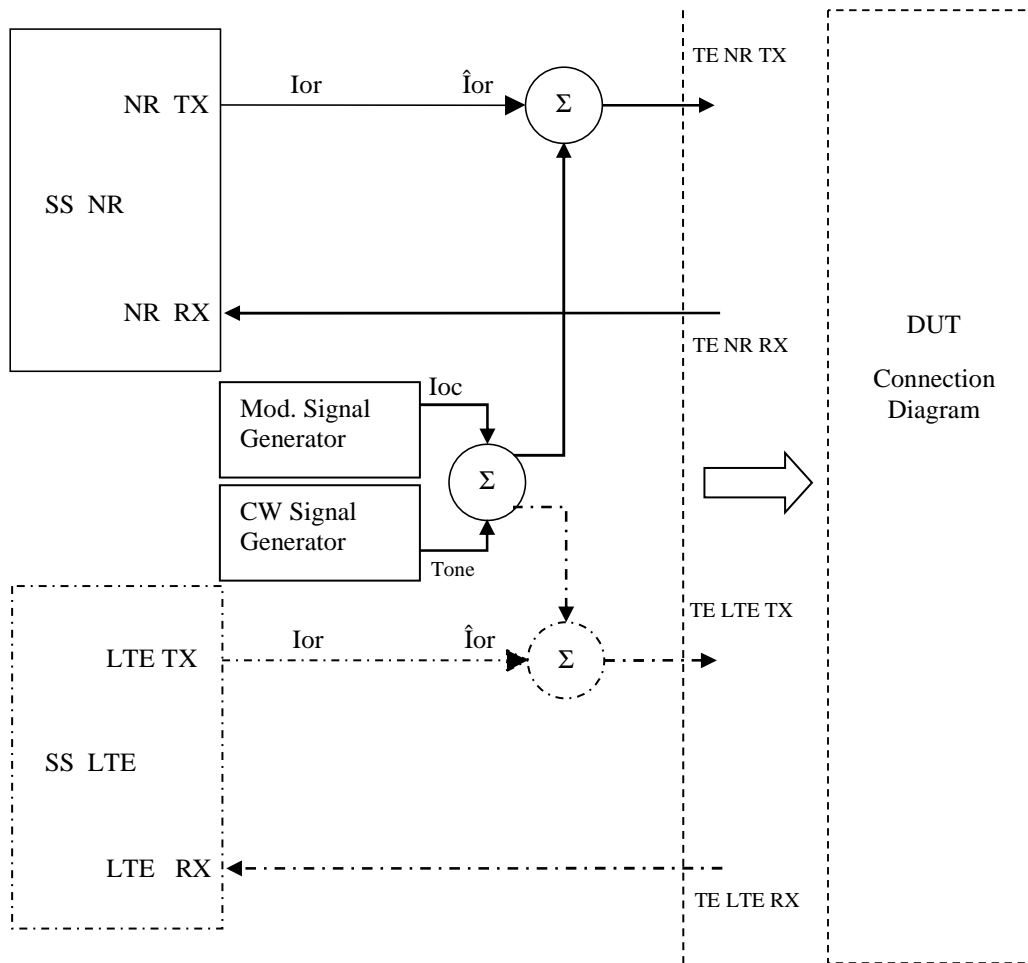 TE NR TX
NR TX
Ior
Îor
Σ
SS NR
NR RX
TE NR RX
DUT
Connection
Diagram
Ioc
Mod. Signal
Generator
Σ
CW Signal
Generator
Tone
TE LTE TX
LTE TX
Ior
Îor
Σ
SS LTE
LTE RX
TE LTE RX